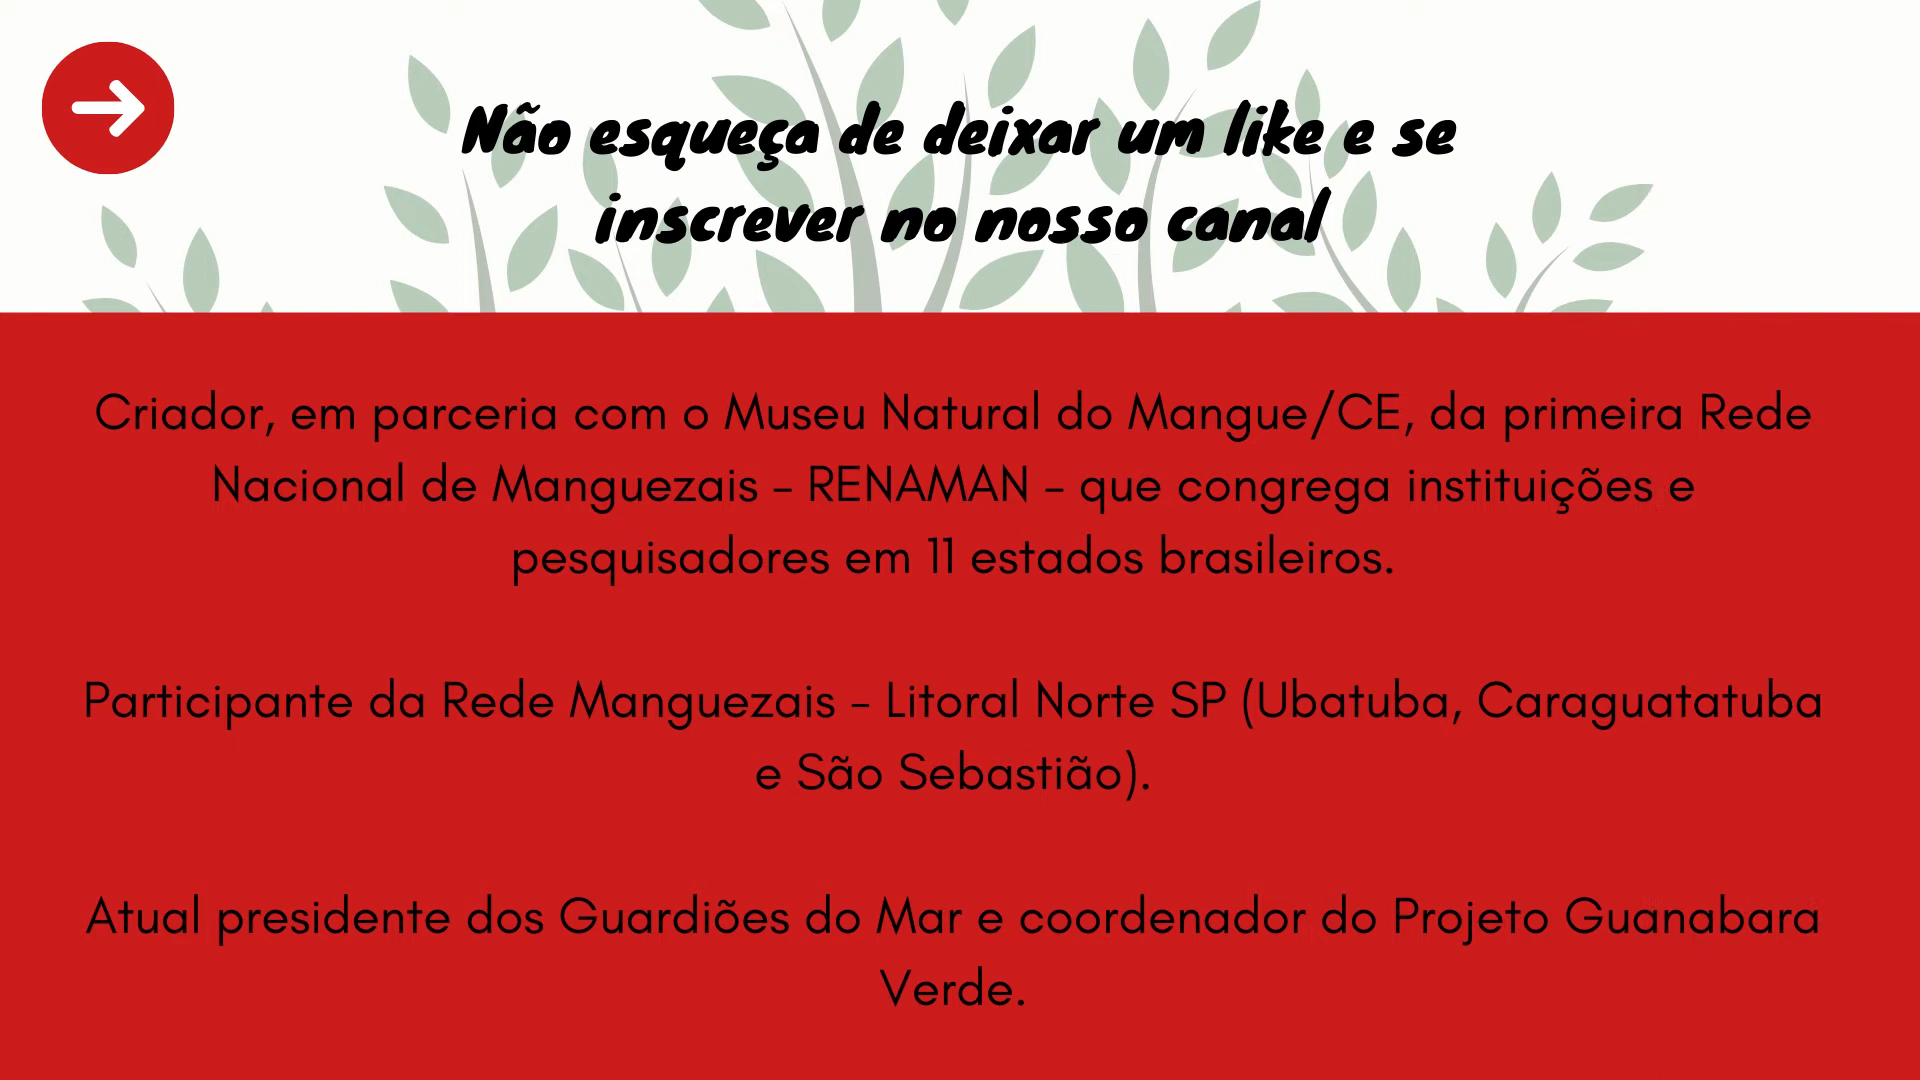 Não esqueça de deixar um like e se
inscrever no nosso canal
Criador, em parceria com o Museu Natural do Mangue/CE, da primeira Rede
Nacional de Manguezais – RENAMAN – que congrega instituições e
pesquisadores em 11 estados brasileiros.
Participante da Rede Manguezais – Litoral Norte SP (Ubatuba, Caraguatatuba
e São Sebastião).
Atual presidente dos Guardiões do Mar e coordenador do Projeto Guanabara
Verde.